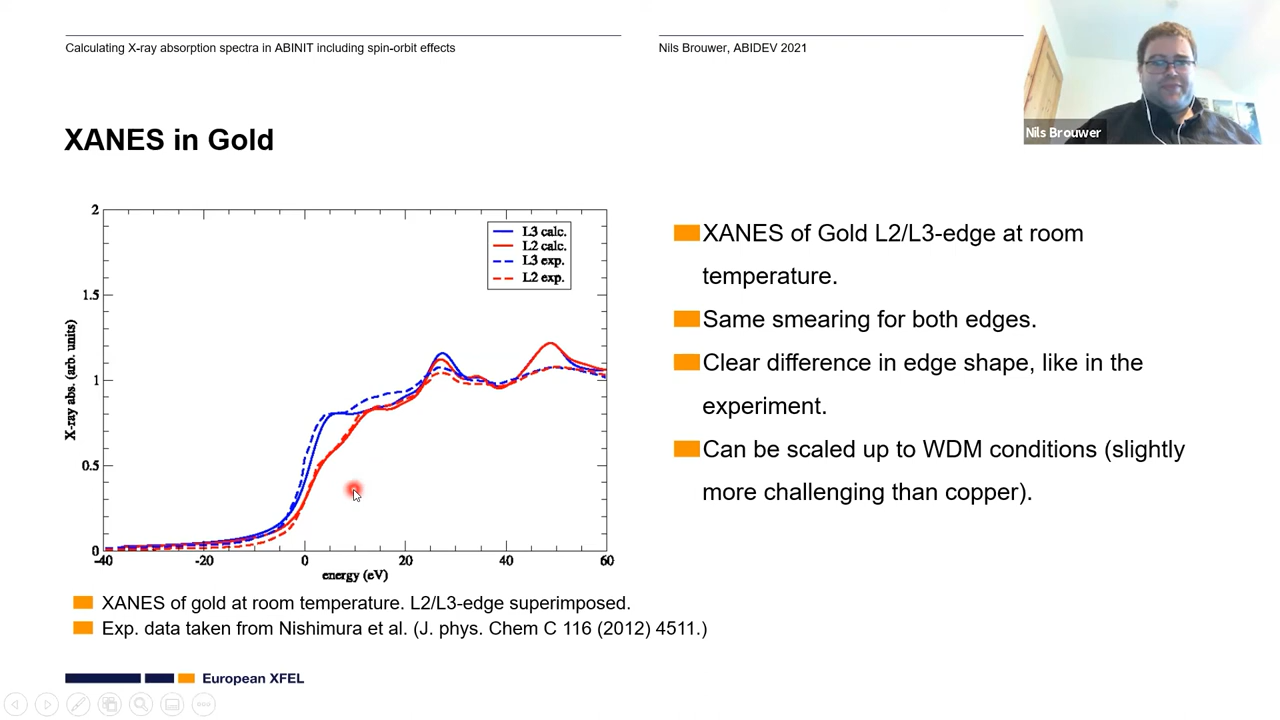 Calculating X-ray absorption spectra in ABINIT including spin-orbit effects
Nils Brouwer, ABIDEV 2021
Nils Brouwer
XANES in Gold
2
1.5
1
0.5
0
X-ray abs. (arb. units)
L3 calc.
L2 calc.
L3 exp.
L2 exp.
-40
-20
0
20
40
60
energy (eV)
XANES of gold at room temperature. L2/L3-edge superimposed.
Exp. data taken from Nishimura et al. (J. phys. Chem C 116 (2012) 4511.)
XANES of Gold L2/L3-edge at room
temperature.
Same smearing for both edges.
Clear difference in edge shape, like in the
experiment.
Can be scaled up to WDM conditions (slightly
more challenging than copper).
European XFEL